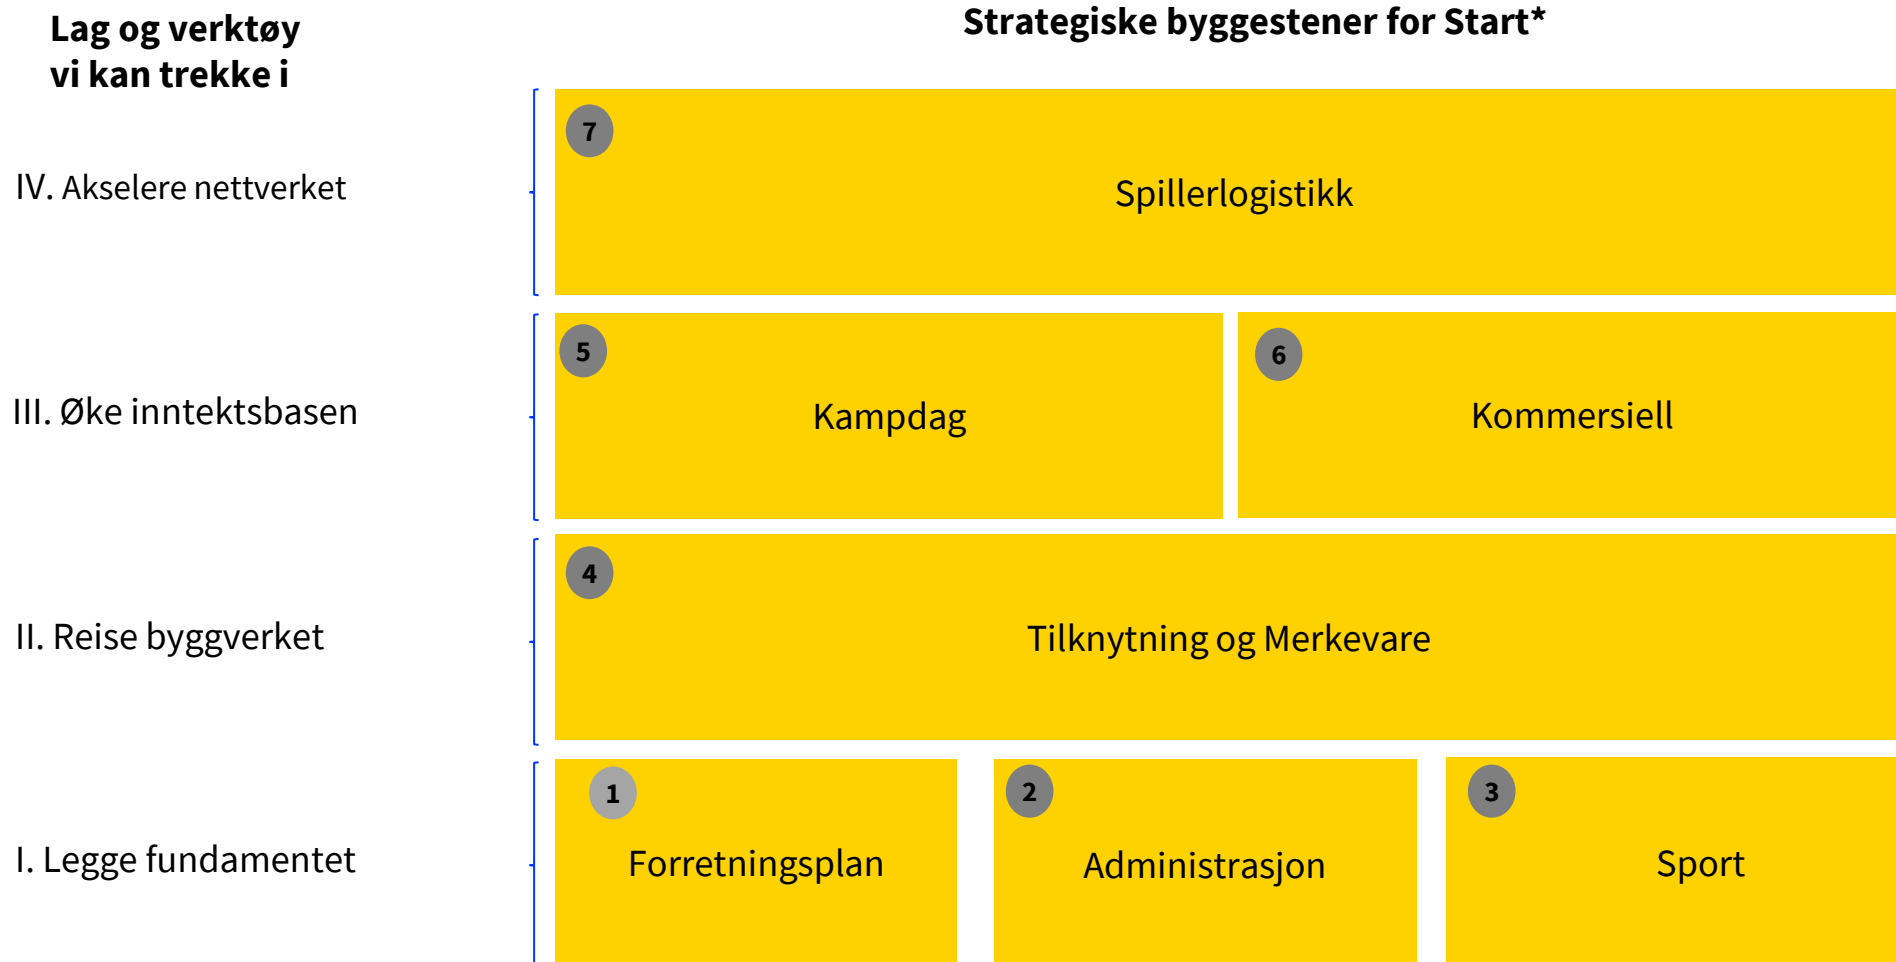 Lag og verktøy
vi kan trekke i
Strategiske byggestener for Start*
IV. Akselere nettverket
7
Spillerlogistikk
III. Øke inntektsbasen
5
Kampdag
6
Kommersiell
II. Reise byggverket
4
Tilknytning og Merkevare
I. Legge fundamentet
1
Forretningsplan
2
Administrasjon
3
Sport